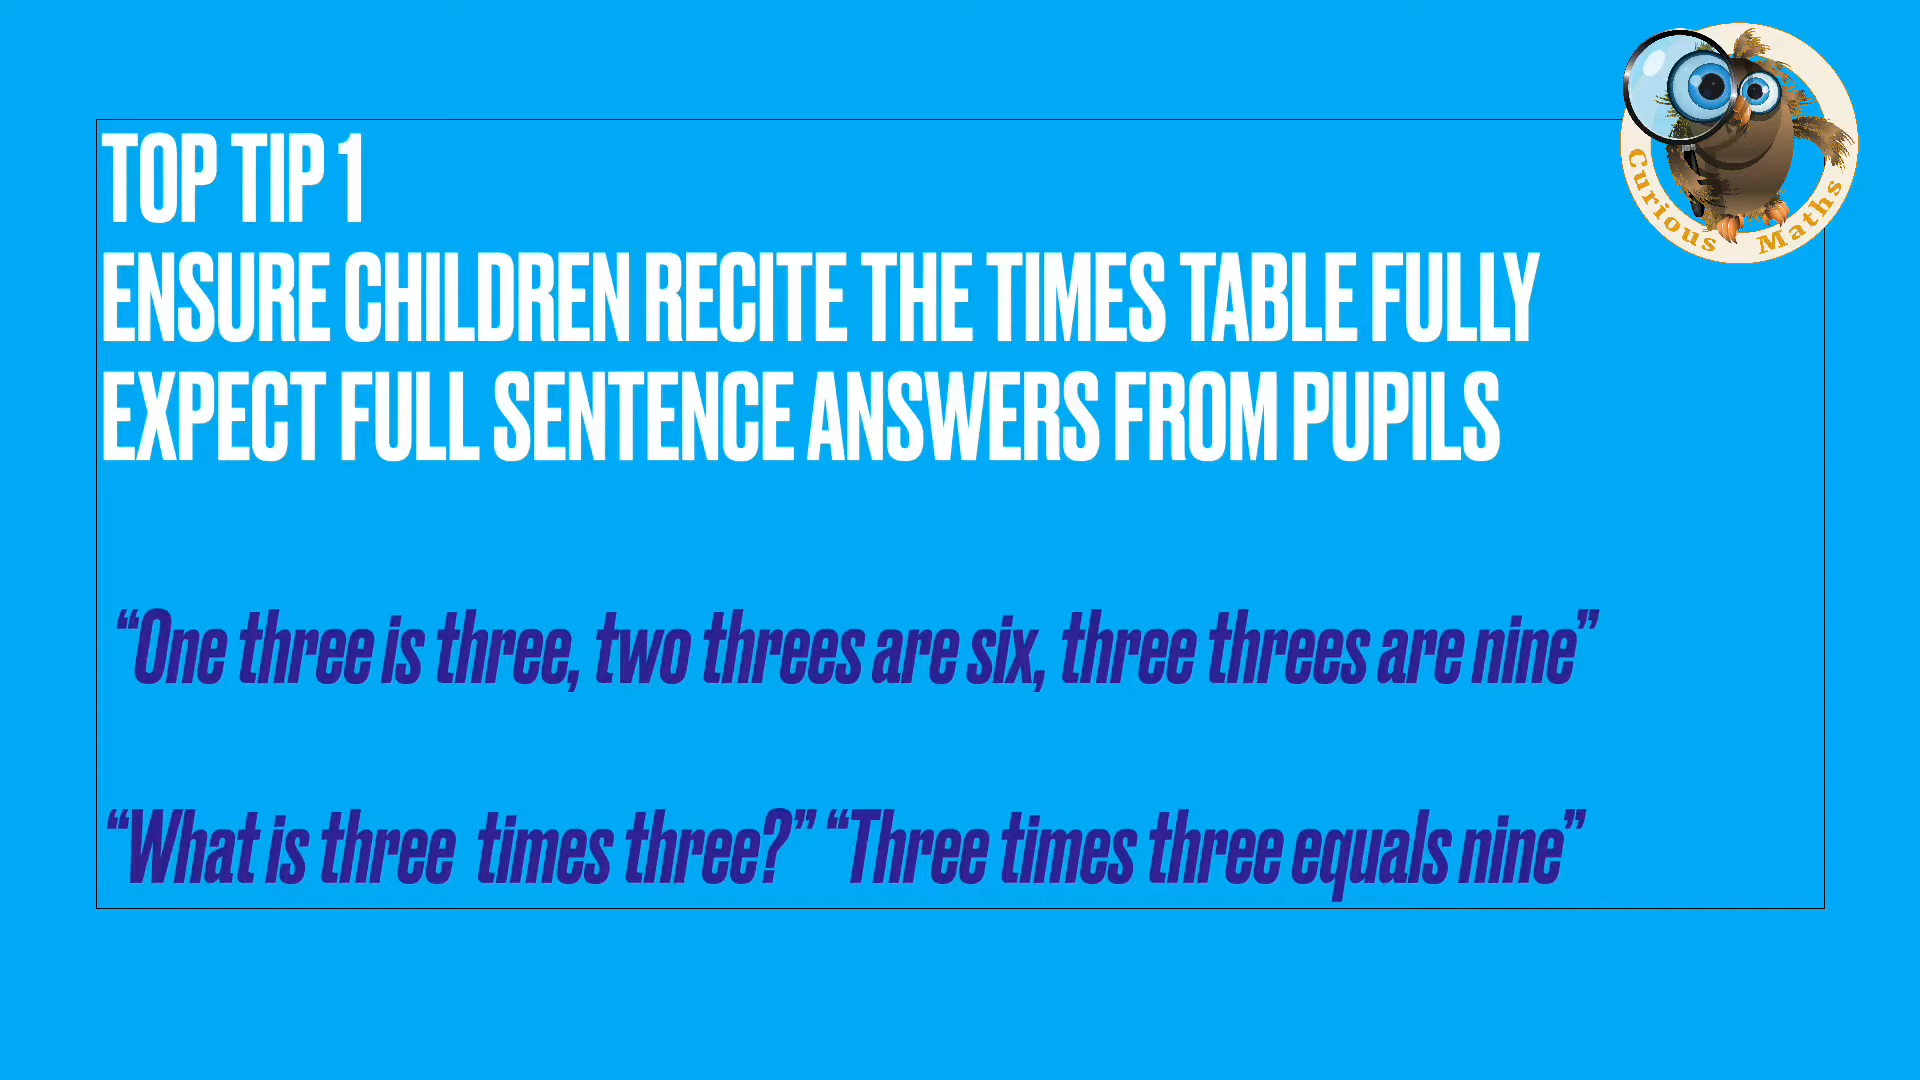 TOP TIP 1
ENSURE CHILDREN RECITE THE TIMES TABLE FULLY
EXPECT FULL SENTENCE ANSWERS FROM PUPILS
“One three is three, two threes are six, three threes are nine”
“What is three times three?” “Three times three equals nine”
Curious Maths